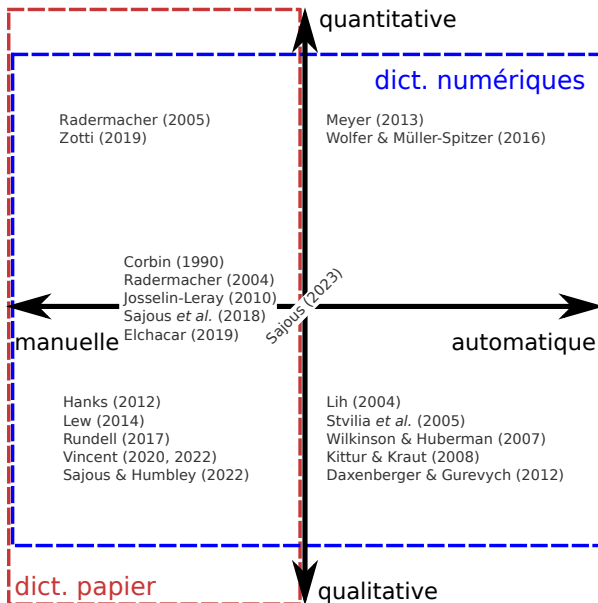 quantitative
dict. numériques
Radermacher (2005)
Zotti (2019)
Meyer (2013)
Wolfer & Müller-Spitzer (2016)
Corbin (1990)
Radermacher (2004)
Josselin-Leray (2010)
Sajous et al. (2018)
Elchacar (2019)
Sajous (2023)
manuelle
automatique
Hanks (2012)
Lew (2014)
Rundell (2017)
Vincent (2020, 2022)
Sajous & Humbley (2022)
Lih (2004)
Stvilia et al. (2005)
Wilkinson & Huberman (2007)
Kittur & Kraut (2008)
Daxenberger & Gurevych (2012)
dict. papier
qualitative